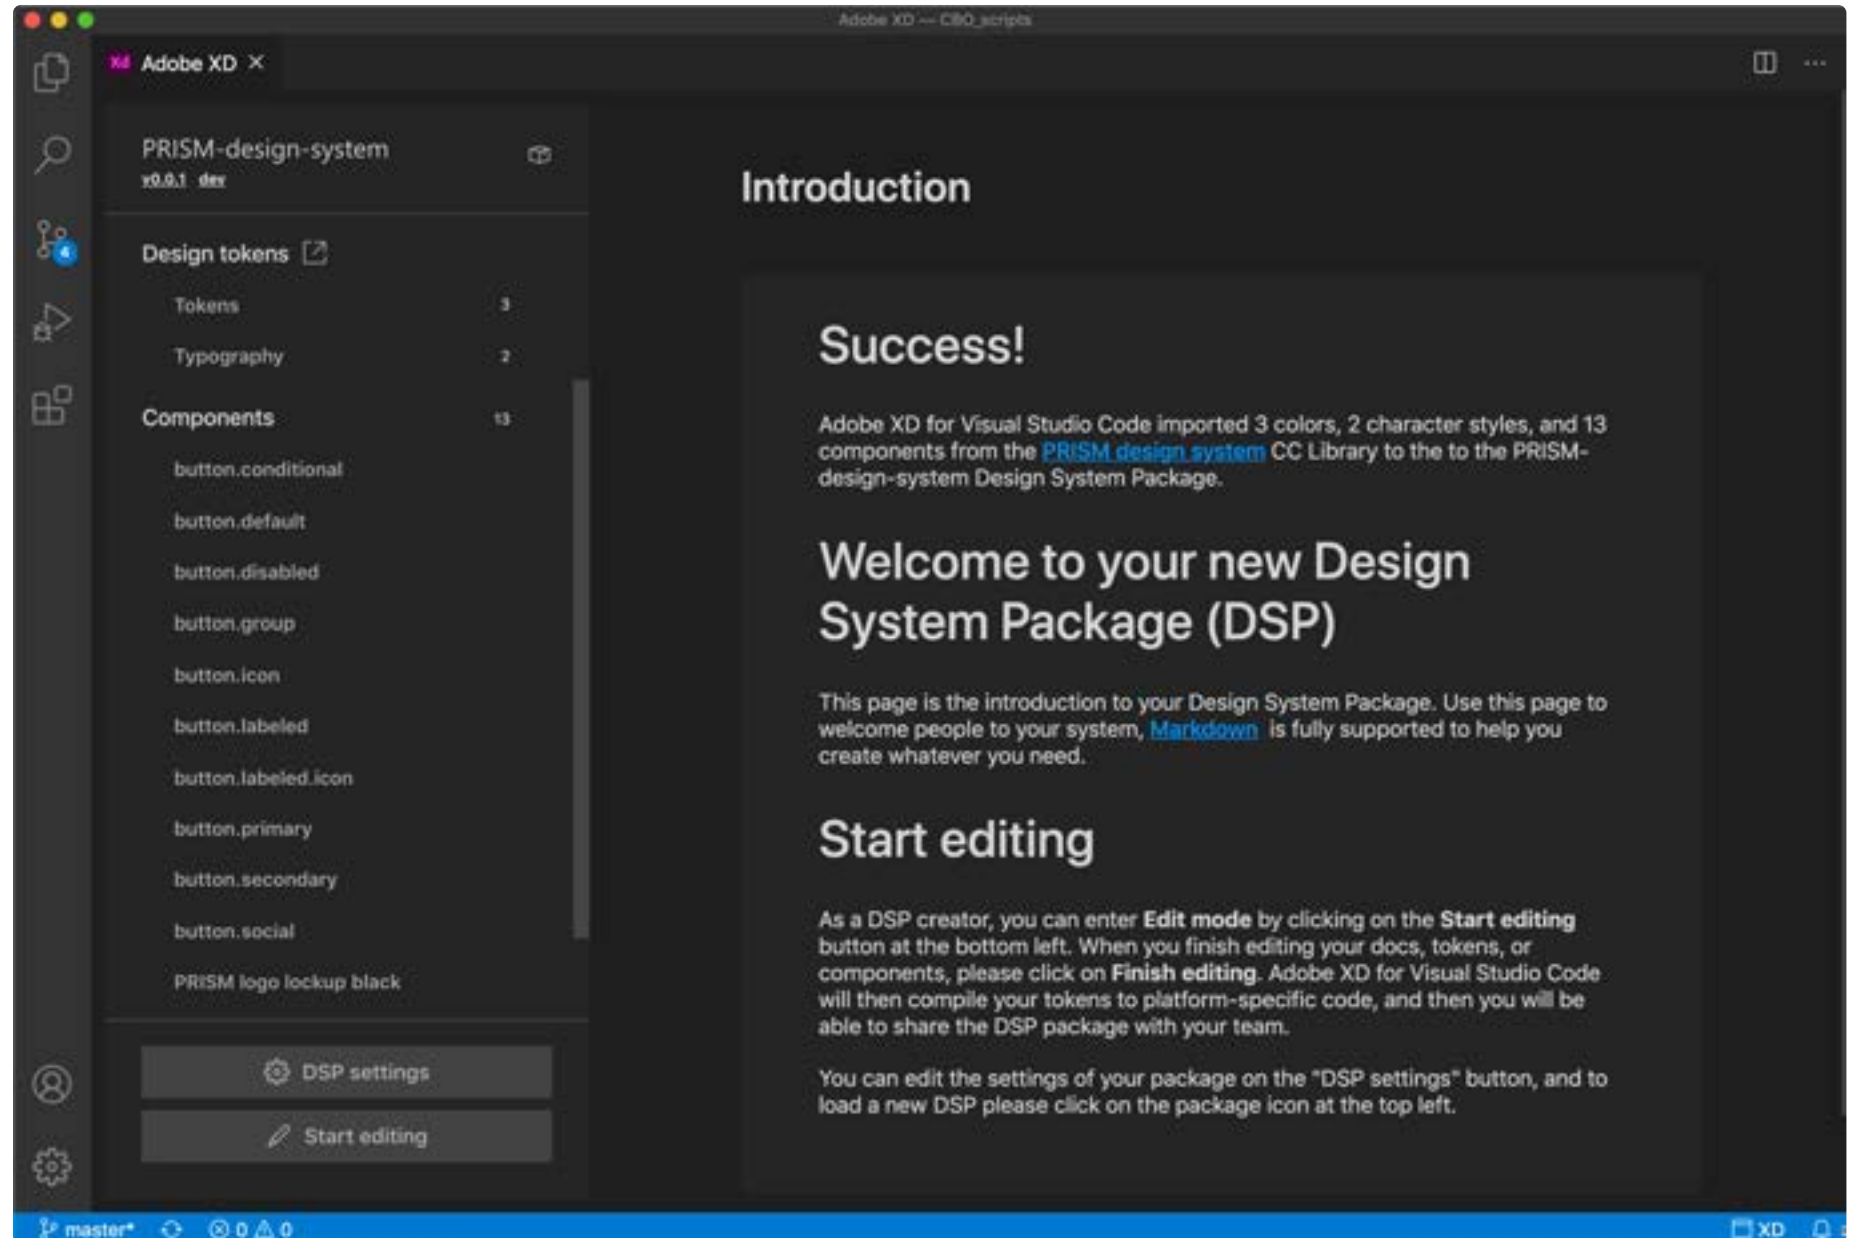 Adobe XD — CBO_scripts
Xd Adobe XD ×
PRISM-design-system
v0.0.1 dev
Design tokens
Tokens 3
Typography 2
Components 13
button.conditional
button.default
button.disabled
button.group
button.icon
button.labeled
button.labeled.icon
button.primary
button.secondary
button.social
PRISM logo lockup black
DSP settings
Start editing
4
Introduction
Success!
Adobe XD for Visual Studio Code imported 3 colors, 2 character styles, and 13
components from the PRISM design system CC Library to the to the PRISM-
design-system Design System Package.
Welcome to your new Design
System Package (DSP)
This page is the introduction to your Design System Package. Use this page to
welcome people to your system, Markdown is fully supported to help you
create whatever you need.
Start editing
As a DSP creator, you can enter Edit mode by clicking on the Start editing
button at the bottom left. When you finish editing your docs, tokens, or
components, please click on Finish editing. Adobe XD for Visual Studio Code
will then compile your tokens to platform-specific code, and then you will be
able to share the DSP package with your team.
You can edit the settings of your package on the "DSP settings" button, and to
load a new DSP please click on the package icon at the top left.
master* 0 0 XD